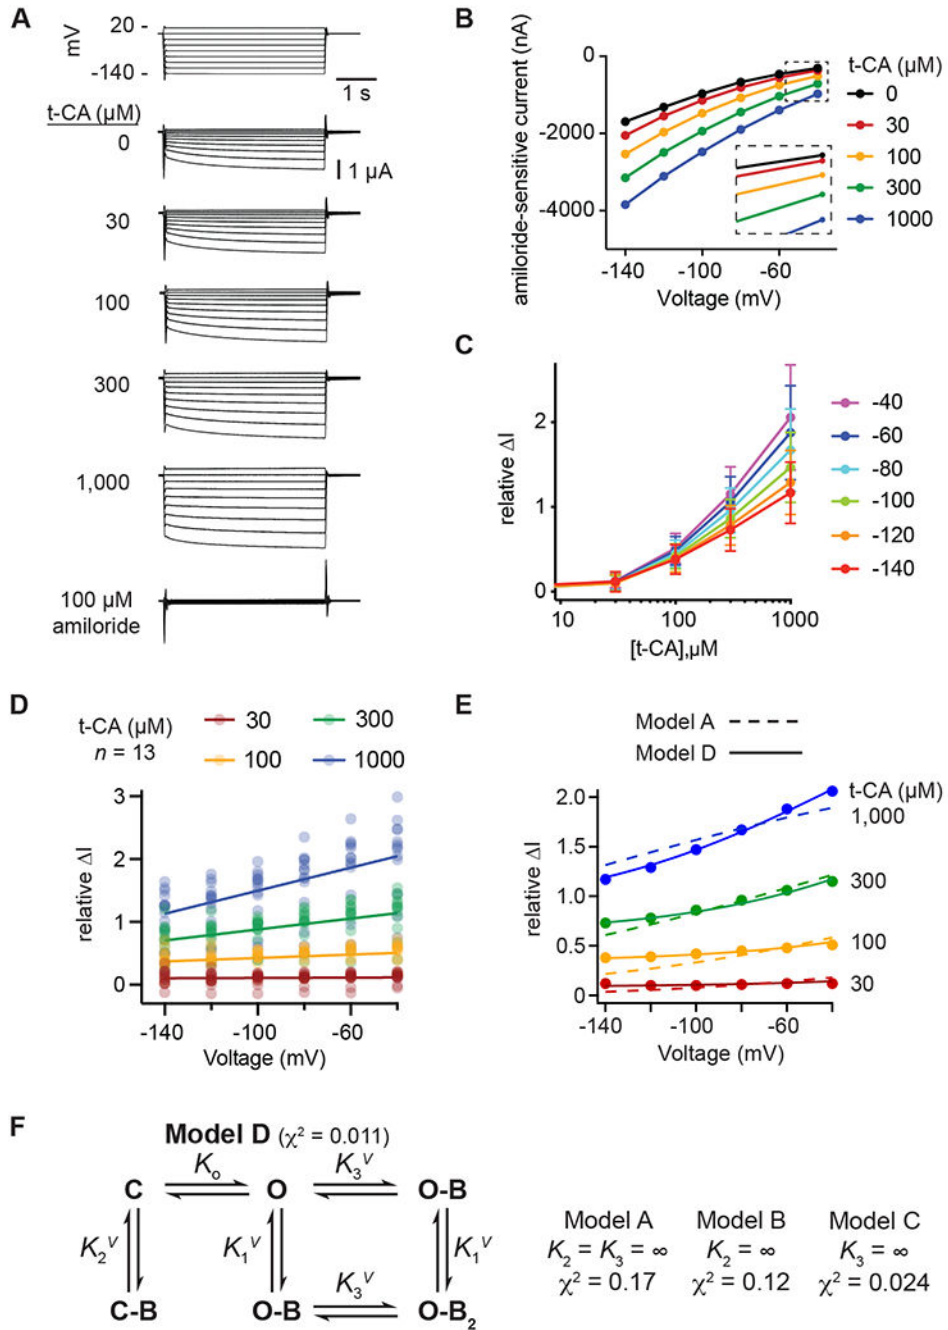 A
20 -
mV
-140 -
1 s
t-CA (µM)
0
1 µA
30
100
300
1,000
100 µM
amiloride
B
amiloride-sensitive current (nA)
0
-2000
-4000
-140
-100
-60
Voltage (mV)
t-CA (µM)
0
30
100
300
1000
C
relative ΔI
2
1
0
10
100
1000
[t-CA],µM
-40
-60
-80
-100
-120
-140
D
t-CA (µM)
n = 13
30
300
100
1000
relative ΔI
3
2
1
0
-140
-100
-60
Voltage (mV)
E
Model A
Model D
relative ΔI
2.0
1.5
1.0
0.5
0
-140
-100
-60
Voltage (mV)
t-CA (µM)
1,000
300
100
30
F
Model D (χ² = 0.011)
Kₒ
K₃ⱽ
C
O
O-B
K₂ⱽ
K₁ⱽ
K₁ⱽ
K₃ⱽ
C-B
O-B
O-B₂
Model A
K₂ = K₃ = ∞
χ² = 0.17
Model B
K₂ = ∞
χ² = 0.12
Model C
K₃ = ∞
χ² = 0.024